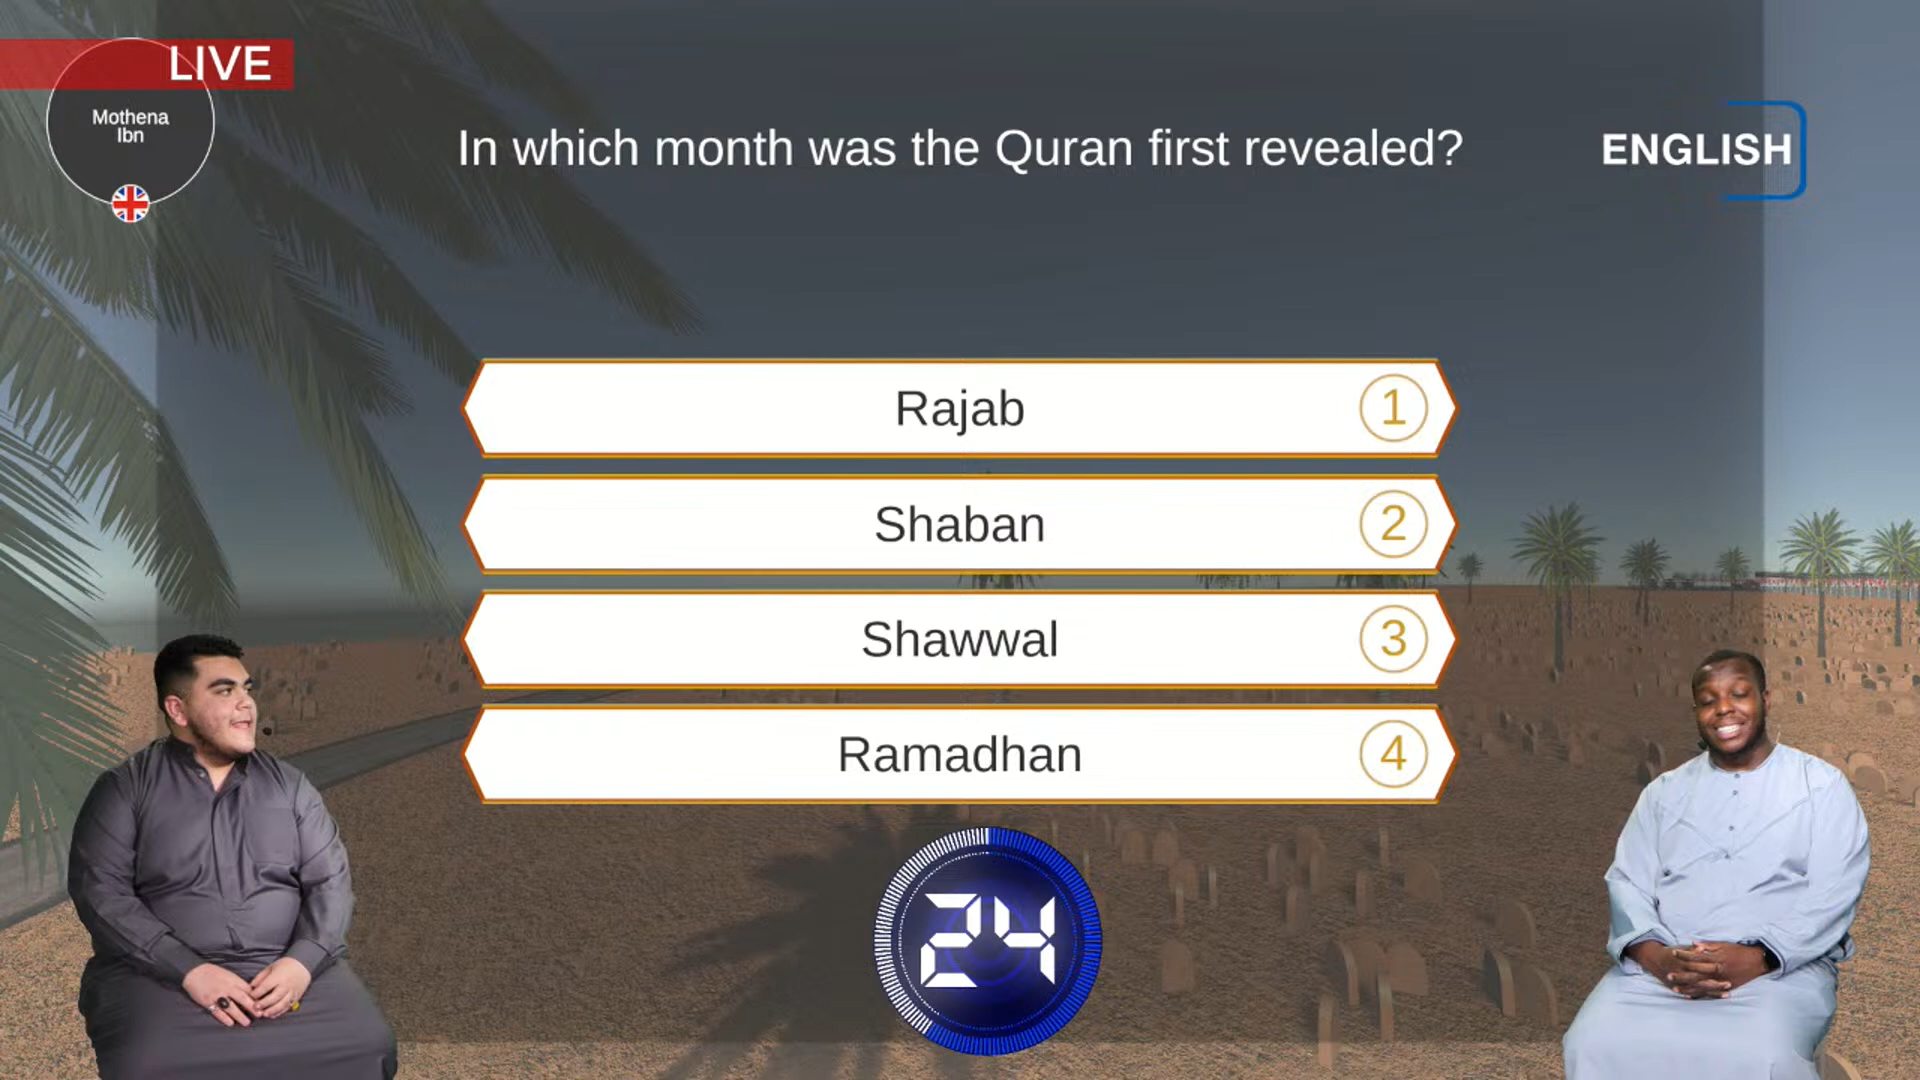 LIVE
Mothena
Ibn
In which month was the Quran first revealed?
ENGLISH
Rajab 1
Shaban 2
Shawwal 3
Ramadhan 4
24